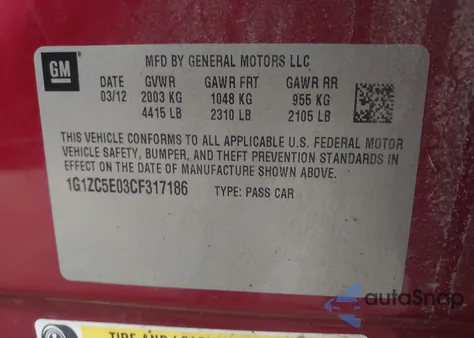 GM
MFD BY GENERAL MOTORS LLC
DATE GVWR GAWR FRT GAWR RR
03/12 2003 KG 1048 KG 955 KG
4415 LB 2310 LB 2105 LB
THIS VEHICLE CONFORMS TO ALL APPLICABLE U.S. FEDERAL MOTOR
VEHICLE SAFETY, BUMPER, AND THEFT PREVENTION STANDARDS IN
EFFECT ON THE DATE OF MANUFACTURE SHOWN ABOVE.
1G1ZC5E03CF317186 TYPE: PASS CAR
autoSnap
TIRE AND